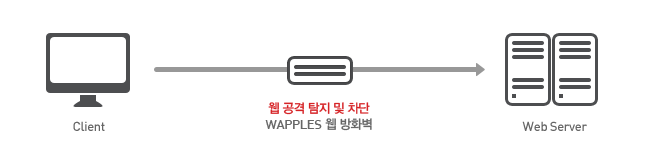 웹 공격 탐지 및 차단
WAPPLES 웹 방화벽
Client
Web Server